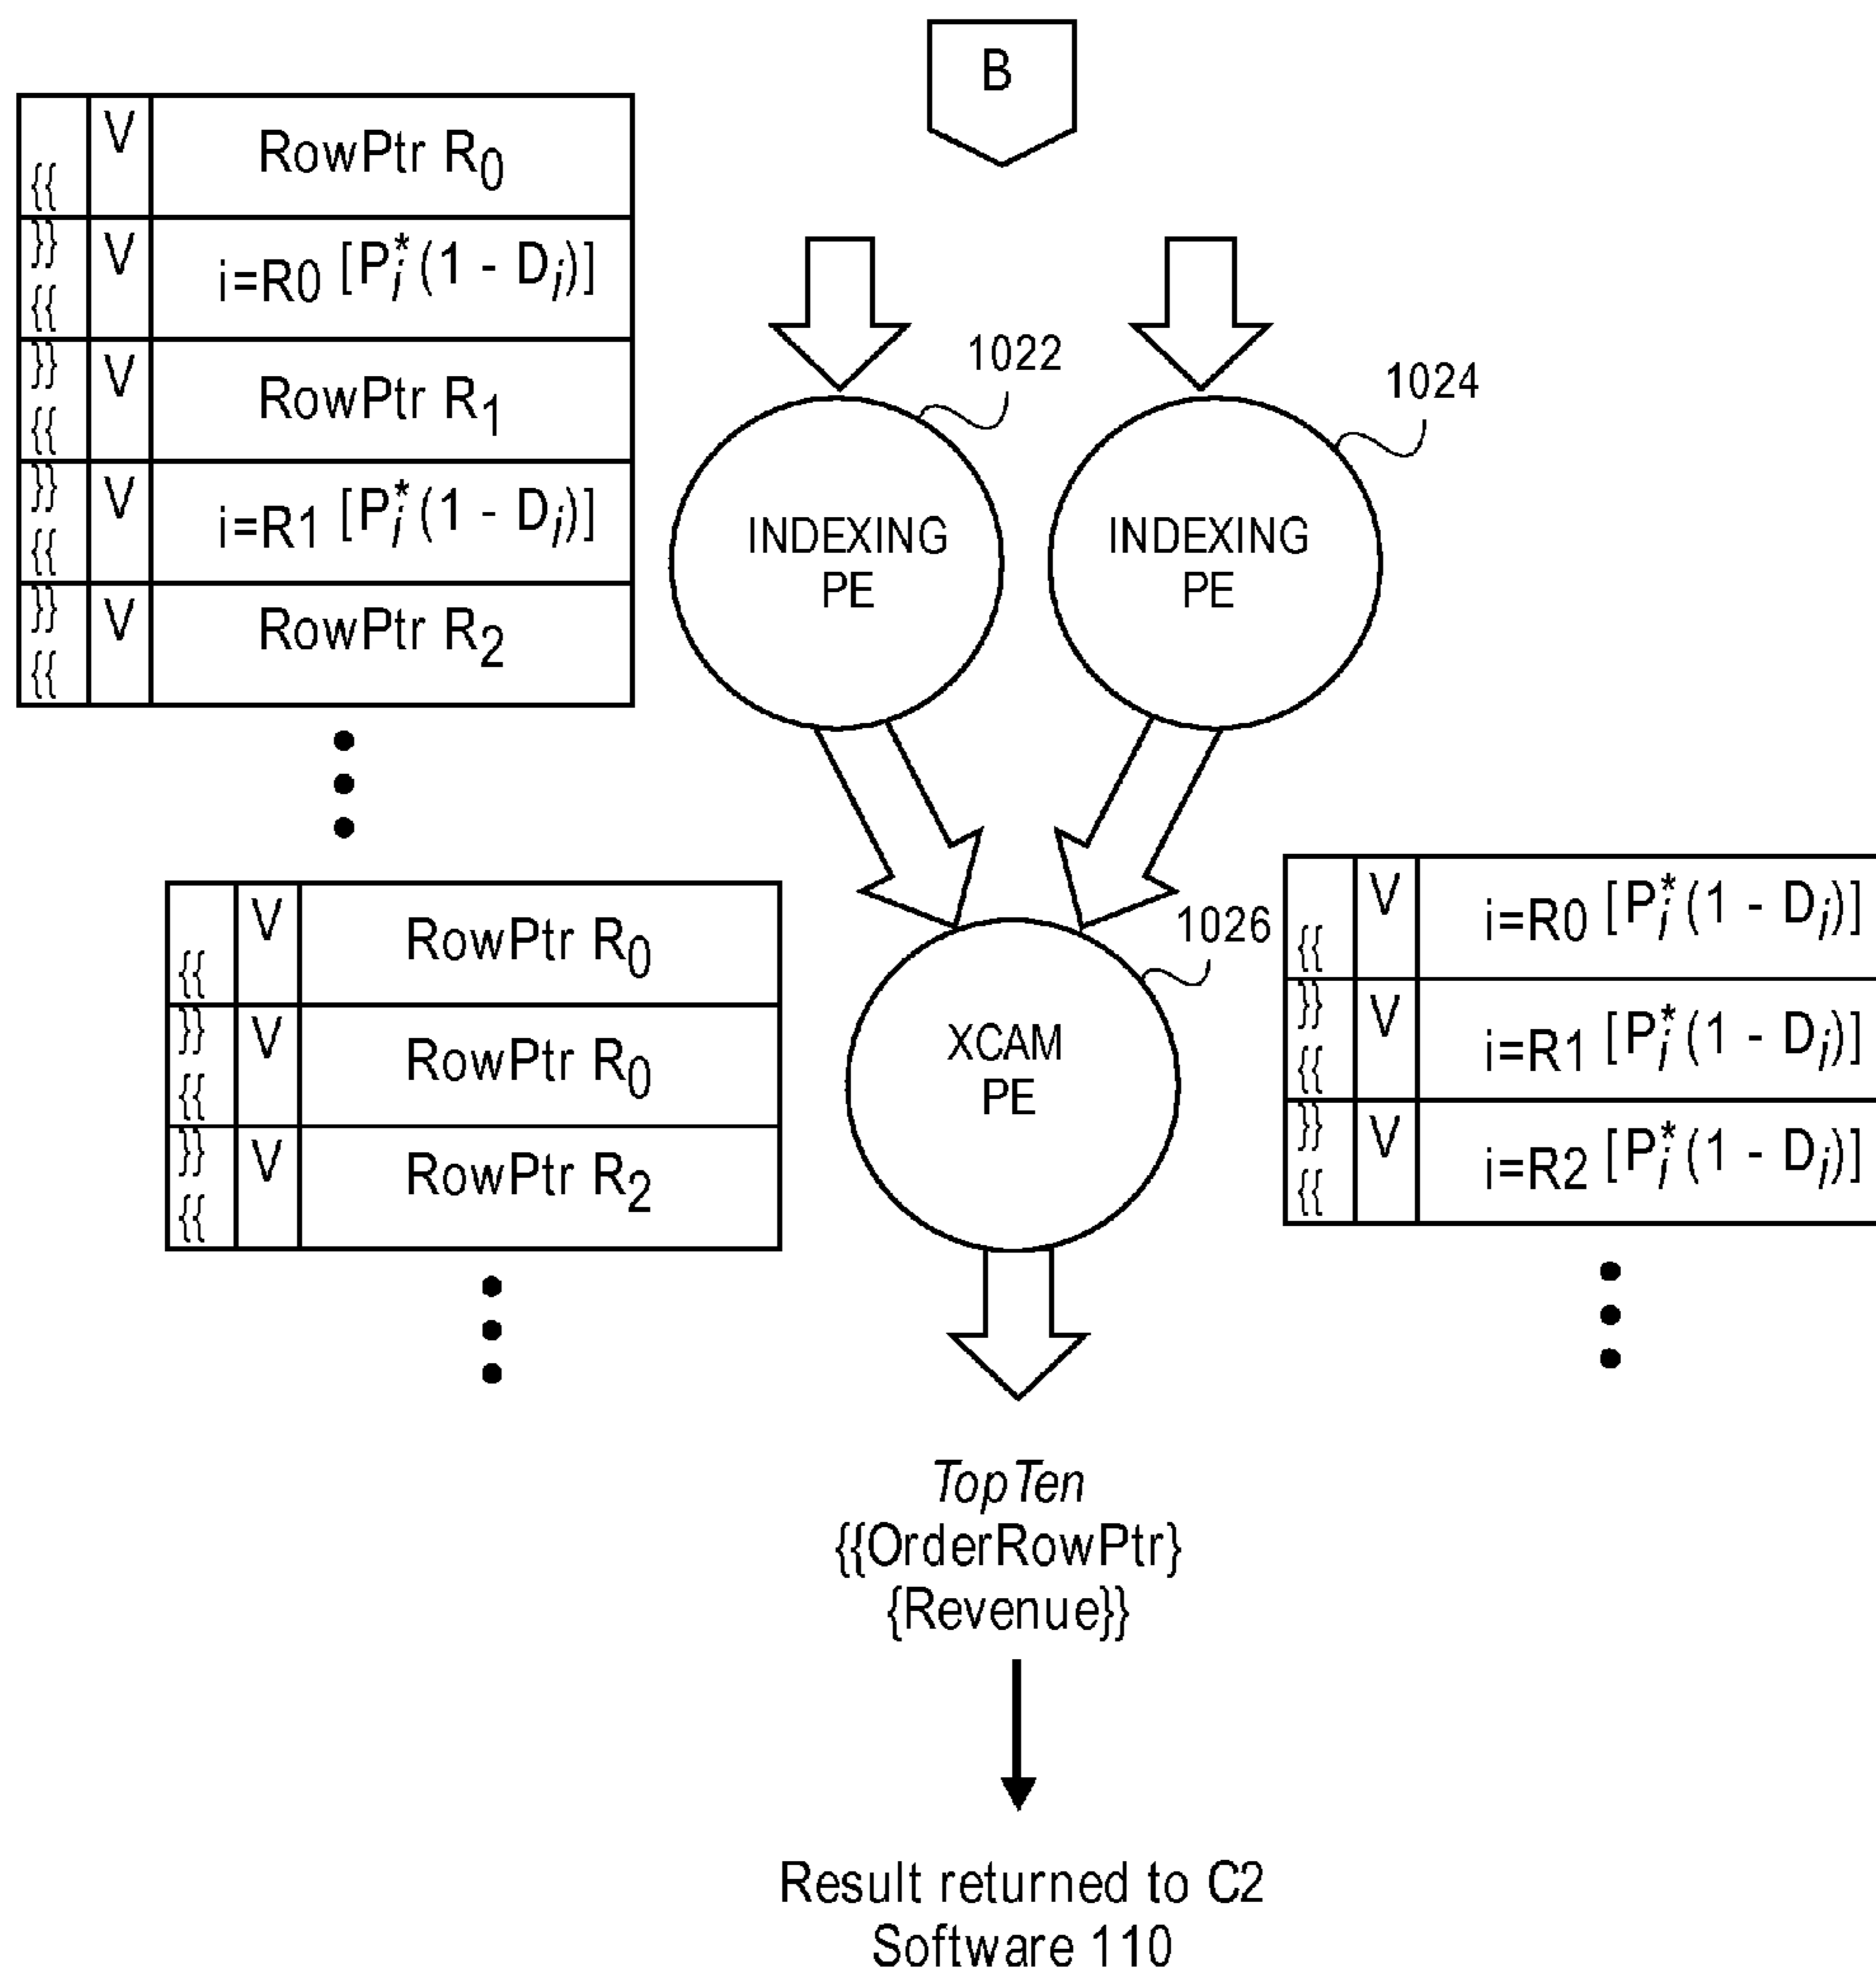 B
{{ V RowPtr R0
}} {{ V i=R0 [Pi*(1 - Di)]
}} {{ V RowPtr R1
}} {{ V i=R1 [Pi*(1 - Di)]
}} {{ V RowPtr R2
1022
1024
INDEXING
PE
INDEXING
PE
{{ V RowPtr R0
}} {{ V RowPtr R0
}} {{ V RowPtr R2
1026
XCAM
PE
{{ V i=R0 [Pi*(1 - Di)]
}} {{ V i=R1 [Pi*(1 - Di)]
}} {{ V i=R2 [Pi*(1 - Di)]
TopTen
{{OrderRowPtr}
{Revenue}}
Result returned to C2
Software 110